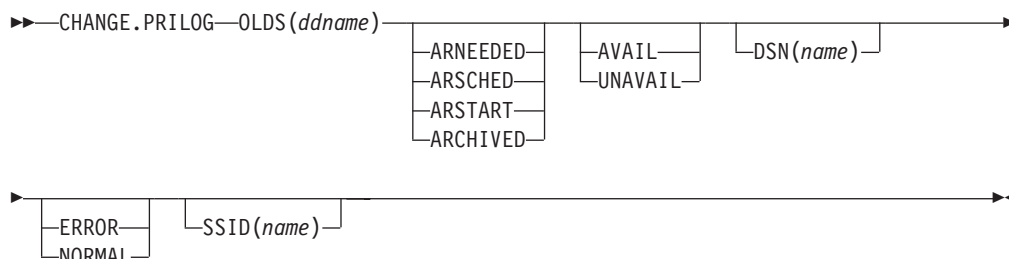 CHANGE.PRILOG OLDS(ddname)
ARNEEDED
ARSCHED
ARSTART
ARCHIVED
AVAIL
UNAVAIL
DSN(name)
ERROR
NORMAL
SSID(name)